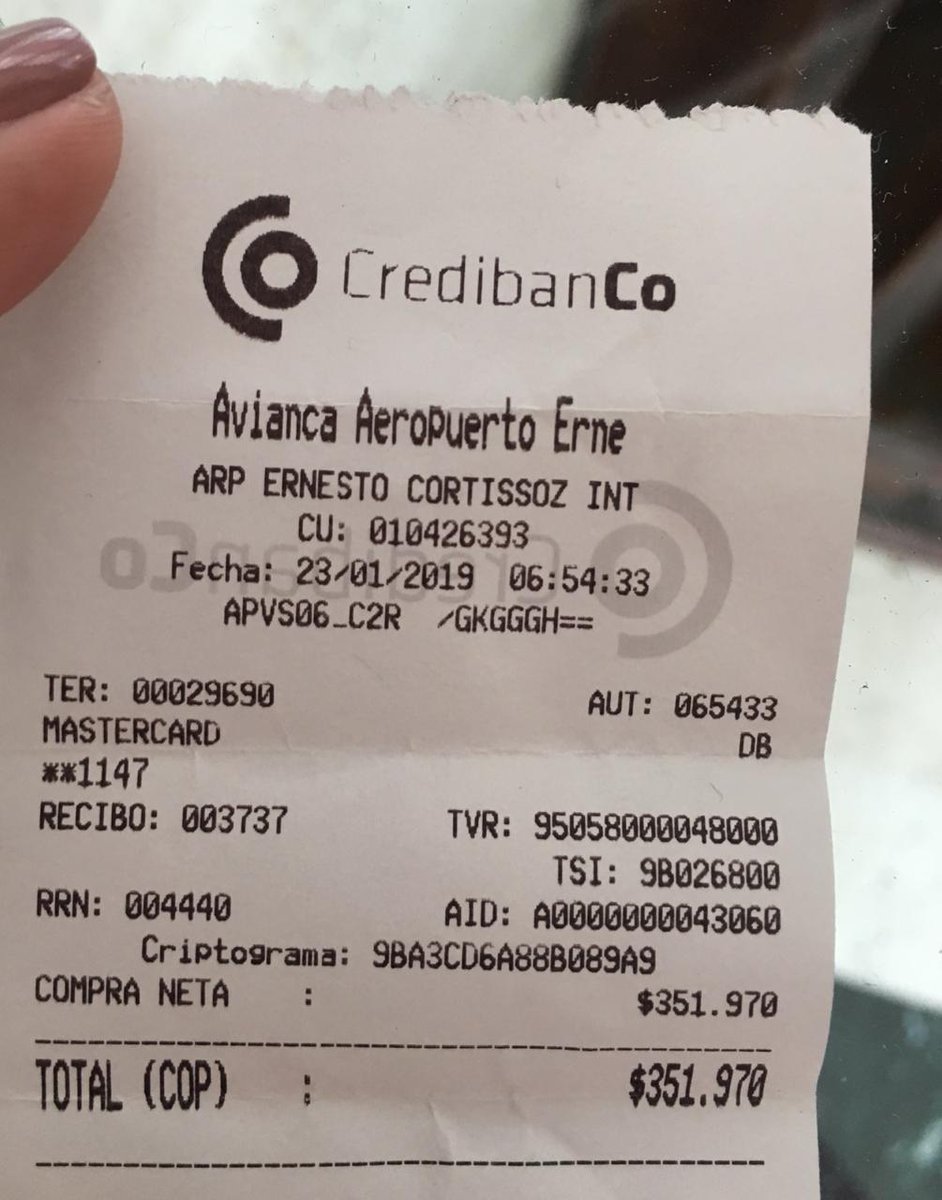 CredibanCo
Avianca Aeropuerto Erne
ARP ERNESTO CORTISSOZ INT
CU: 010426393
Fecha: 23/01/2019 06:54:33
APVS06_C2R /GKGGGH==
TER: 00029690 AUT: 065433
MASTERCARD DB
**1147
RECIBO: 003737 TVR: 95058000048000
TSI: 9B026800
RRN: 004440 AID: A0000000043060
Criptograma: 9BA3CD6A88B089A9
COMPRA NETA : $351.970
TOTAL (COP) : $351.970